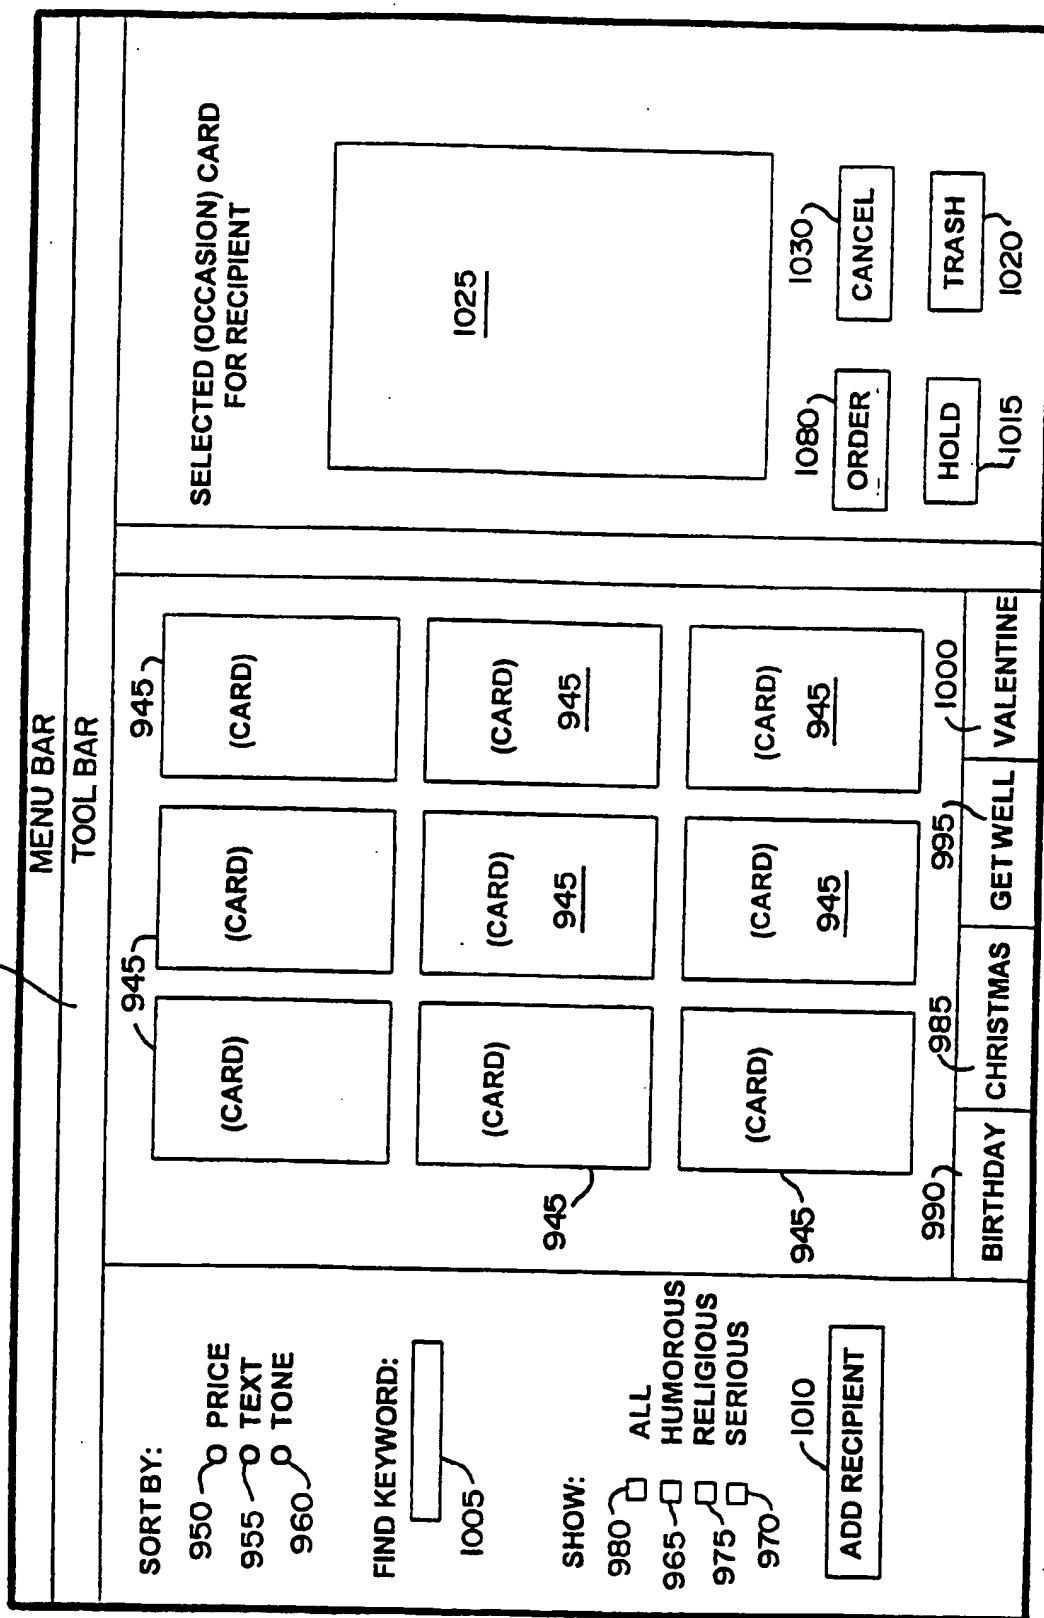 MENU BAR
TOOL BAR
SORT BY:
950 PRICE
955 TEXT
960 TONE
FIND KEYWORD:
1005
SHOW:
980 ALL
965 HUMOROUS
975 RELIGIOUS
970 SERIOUS
1010
ADD RECIPIENT
945 945
(CARD) (CARD) (CARD)
(CARD) (CARD) (CARD)
945 945 945
(CARD) (CARD) (CARD)
945 945 945
990 985 995 1000
BIRTHDAY CHRISTMAS GET WELL VALENTINE
SELECTED (OCCASION) CARD
FOR RECIPIENT
1025
1080 1030
ORDER CANCEL
HOLD TRASH
1015 1020